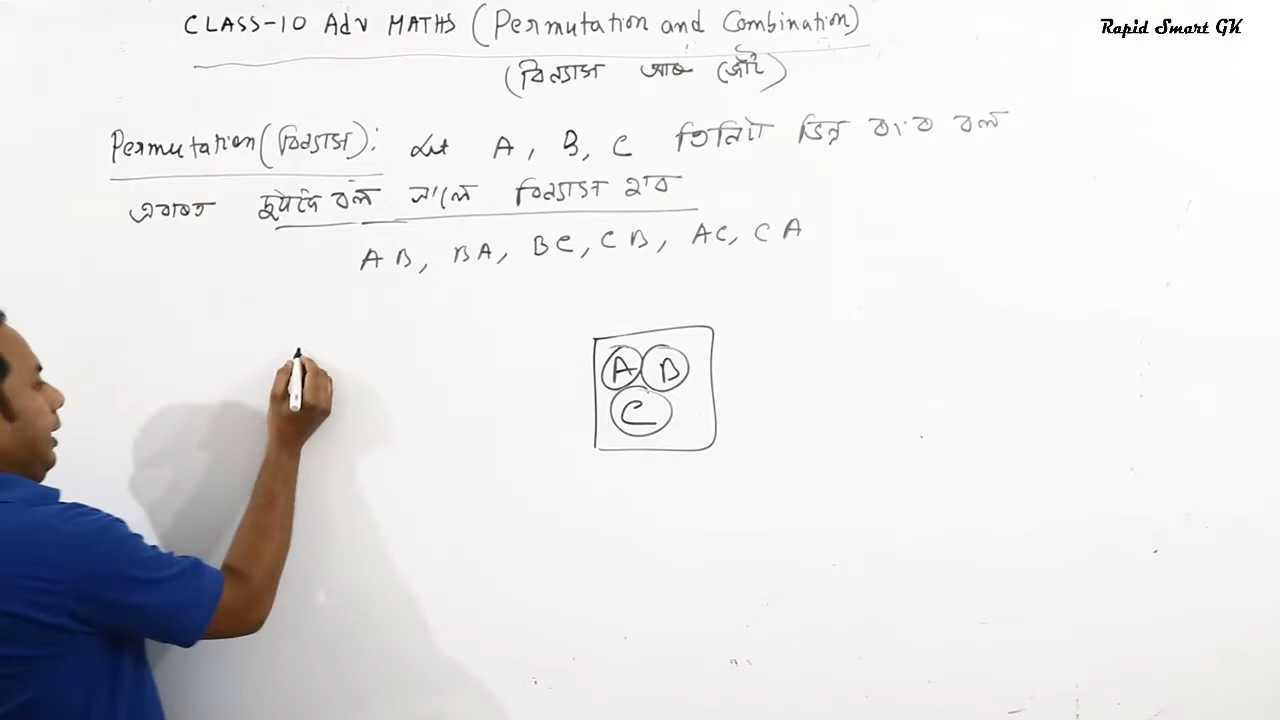 CLASS-10 Adv MATHS (Permutation and Combination)
Rapid Smart GK
(বিন্যাস আৰু জোঁট)
Permutation (বিন্যাস): Let A, B, C তিনিটা ভিন্ন ৰংৰ বল
এবাৰত দুটাকৈ বল ল'লে বিন্যাস হ'ব
AB, BA, BC, CB, AC, CA
A B
C